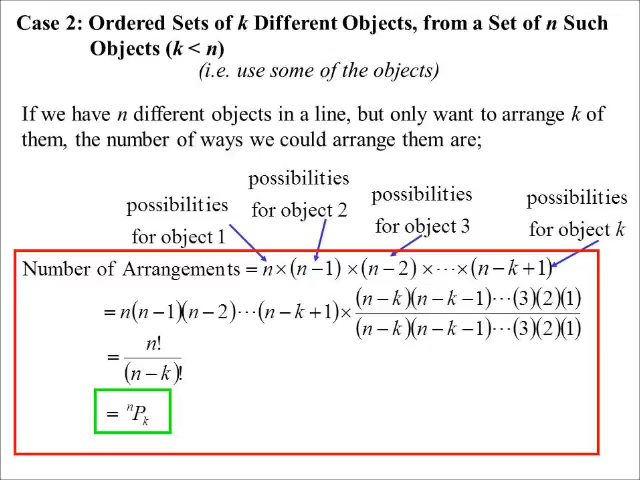 Case 2: Ordered Sets of k Different Objects, from a Set of n Such
Objects (k < n)
(i.e. use some of the objects)
If we have n different objects in a line, but only want to arrange k of
them, the number of ways we could arrange them are;
possibilities
for object 1
possibilities
for object 2
possibilities
for object 3
possibilities
for object k
Number of Arrangements = n × (n − 1) × (n − 2) × ⋯ × (n − k + 1)
= n(n − 1)(n − 2)⋯(n − k + 1) × (n − k)(n − k − 1)⋯(3)(2)(1) / (n − k)(n − k − 1)⋯(3)(2)(1)
= n! / (n − k)!
= ⁿPₖ